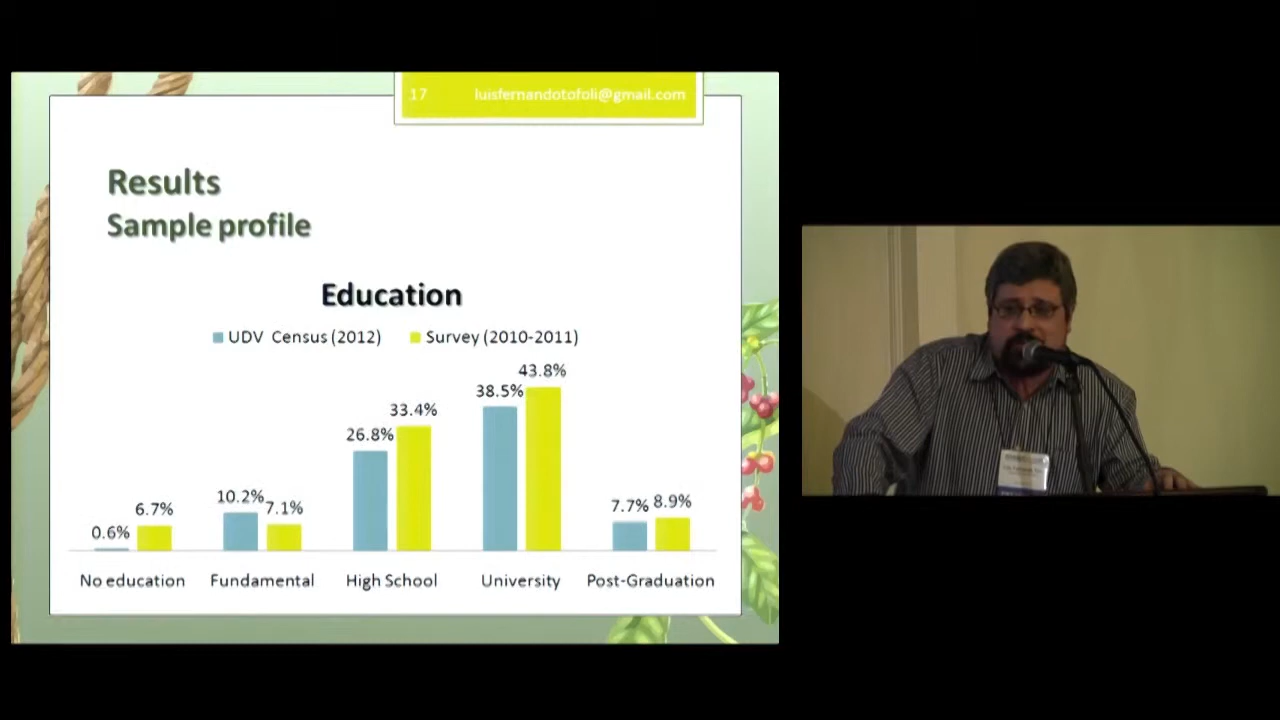 17 luisfernandotofoli@gmail.com
Results
Sample profile
Education
UDV Census (2012) Survey (2010-2011)
0.6% 6.7% 10.2% 7.1% 26.8% 33.4% 38.5% 43.8% 7.7% 8.9%
No education Fundamental High School University Post-Graduation